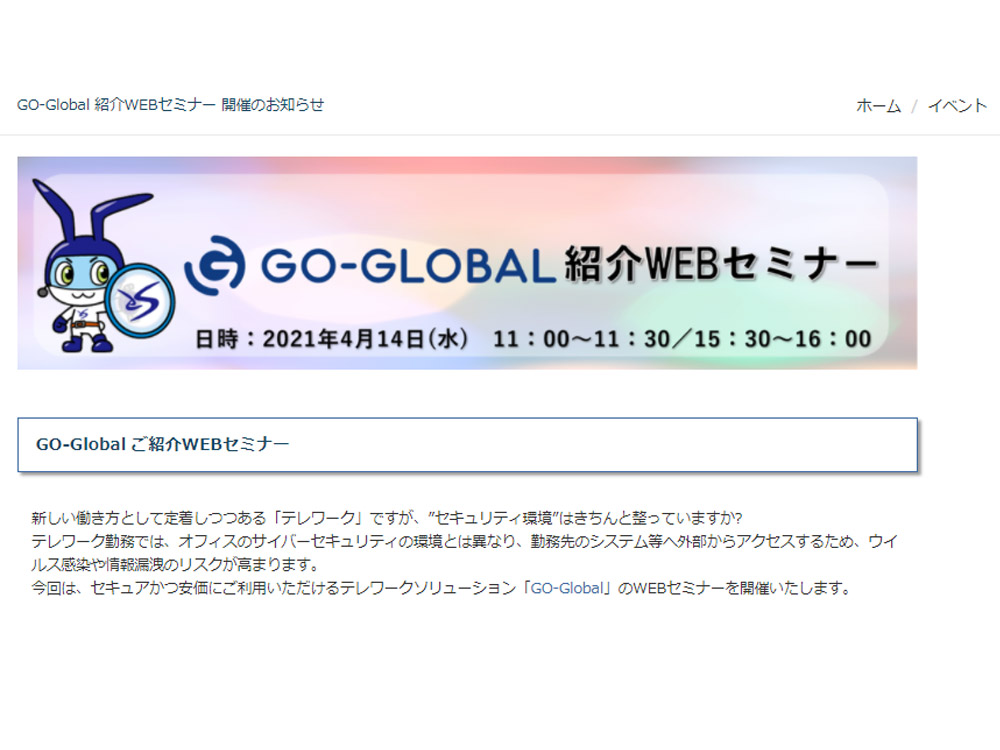 GO-Global 紹介WEBセミナー 開催のお知らせ
ホーム / イベント
GO-GLOBAL 紹介WEBセミナー
日時：2021年4月14日(水) 11：00～11：30／15：30～16：00
GO-Global ご紹介WEBセミナー
新しい働き方として定着しつつある「テレワーク」ですが、”セキュリティ環境”はきちんと整っていますか?
テレワーク勤務では、オフィスのサイバーセキュリティの環境とは異なり、勤務先のシステム等へ外部からアクセスするため、ウイ
ルス感染や情報漏洩のリスクが高まります。
今回は、セキュアかつ安価にご利用いただけるテレワークソリューション「GO-Global」のWEBセミナーを開催いたします。